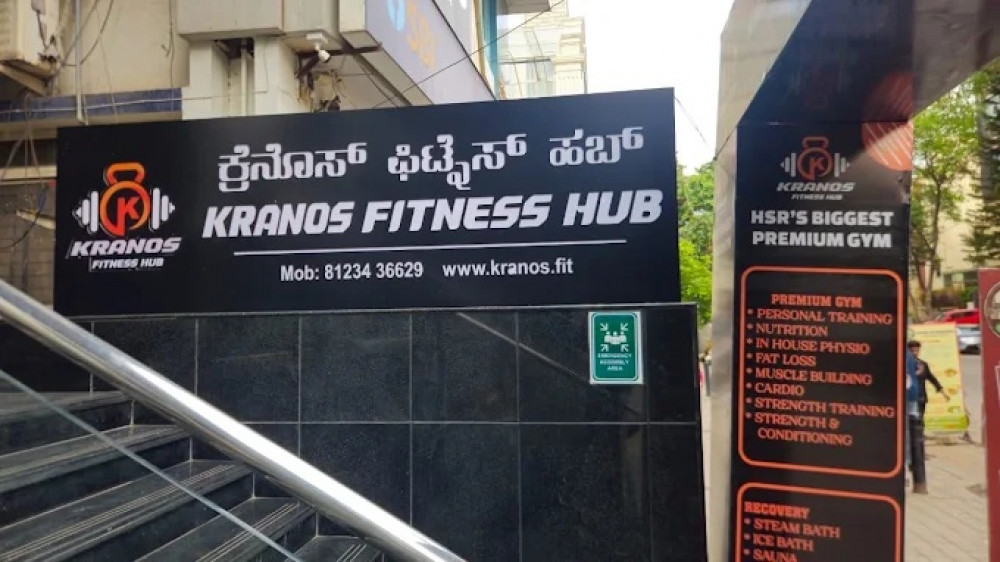 SBI
ಕ್ರೆನೋಸ್ ಫಿಟ್ನೆಸ್ ಹಬ್
KRANOS FITNESS HUB
Mob: 81234 36629 www.kranos.fit
K
KRANOS
FITNESS HUB
EMERGENCY
ASSEMBLY
AREA
K
KRANOS
FITNESS HUB
HSR'S BIGGEST
PREMIUM GYM
PREMIUM GYM
* PERSONAL TRAINING
* NUTRITION
* IN HOUSE PHYSIO
* FAT LOSS
* MUSCLE BUILDING
* CARDIO
* STRENGTH TRAINING
* STRENGTH &
CONDITIONING
RECOVERY
* STEAM BATH
* ICE BATH
* SAUNA